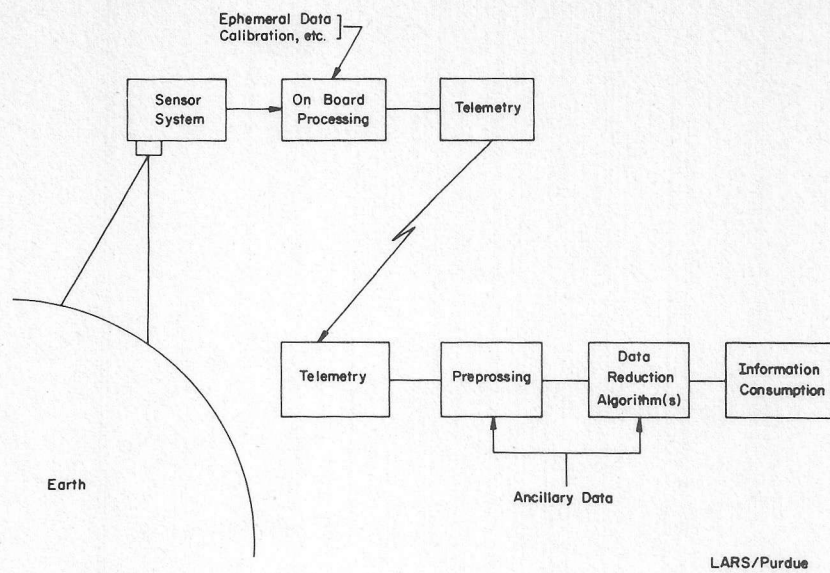 Ephemeral Data
Calibration, etc.
Sensor
System
On Board
Processing
Telemetry
Telemetry
Preprossing
Data
Reduction
Algorithm(s)
Information
Consumption
Ancillary Data
Earth
LARS/Purdue